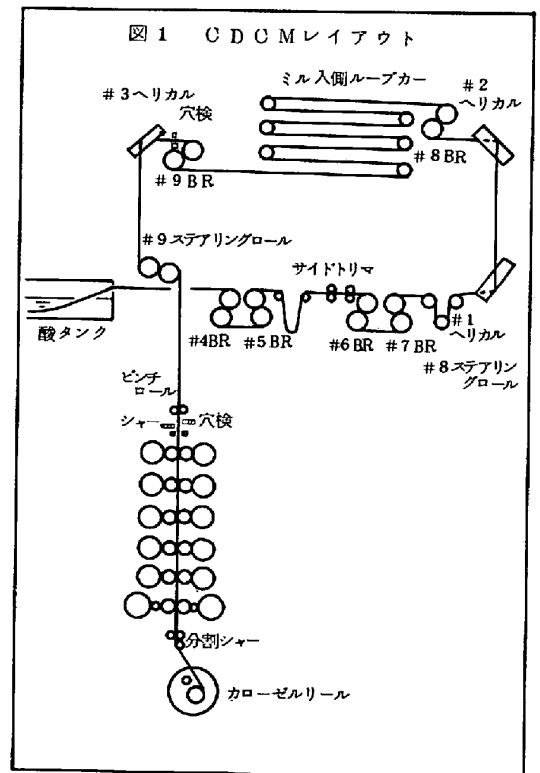 図1 CDCMレイアウト
ミル入側ループカー
#2
ヘリカル
#3ヘリカル
穴検
#8BR
#9BR
#9ステアリングロール
サイドトリマ
酸タンク
#4BR
#5BR
#6BR
#7BR
#1
ヘリカル
#8ステアリン
グロール
ピンチ
ロール
シャー
穴検
分割シャー
カローゼルリール